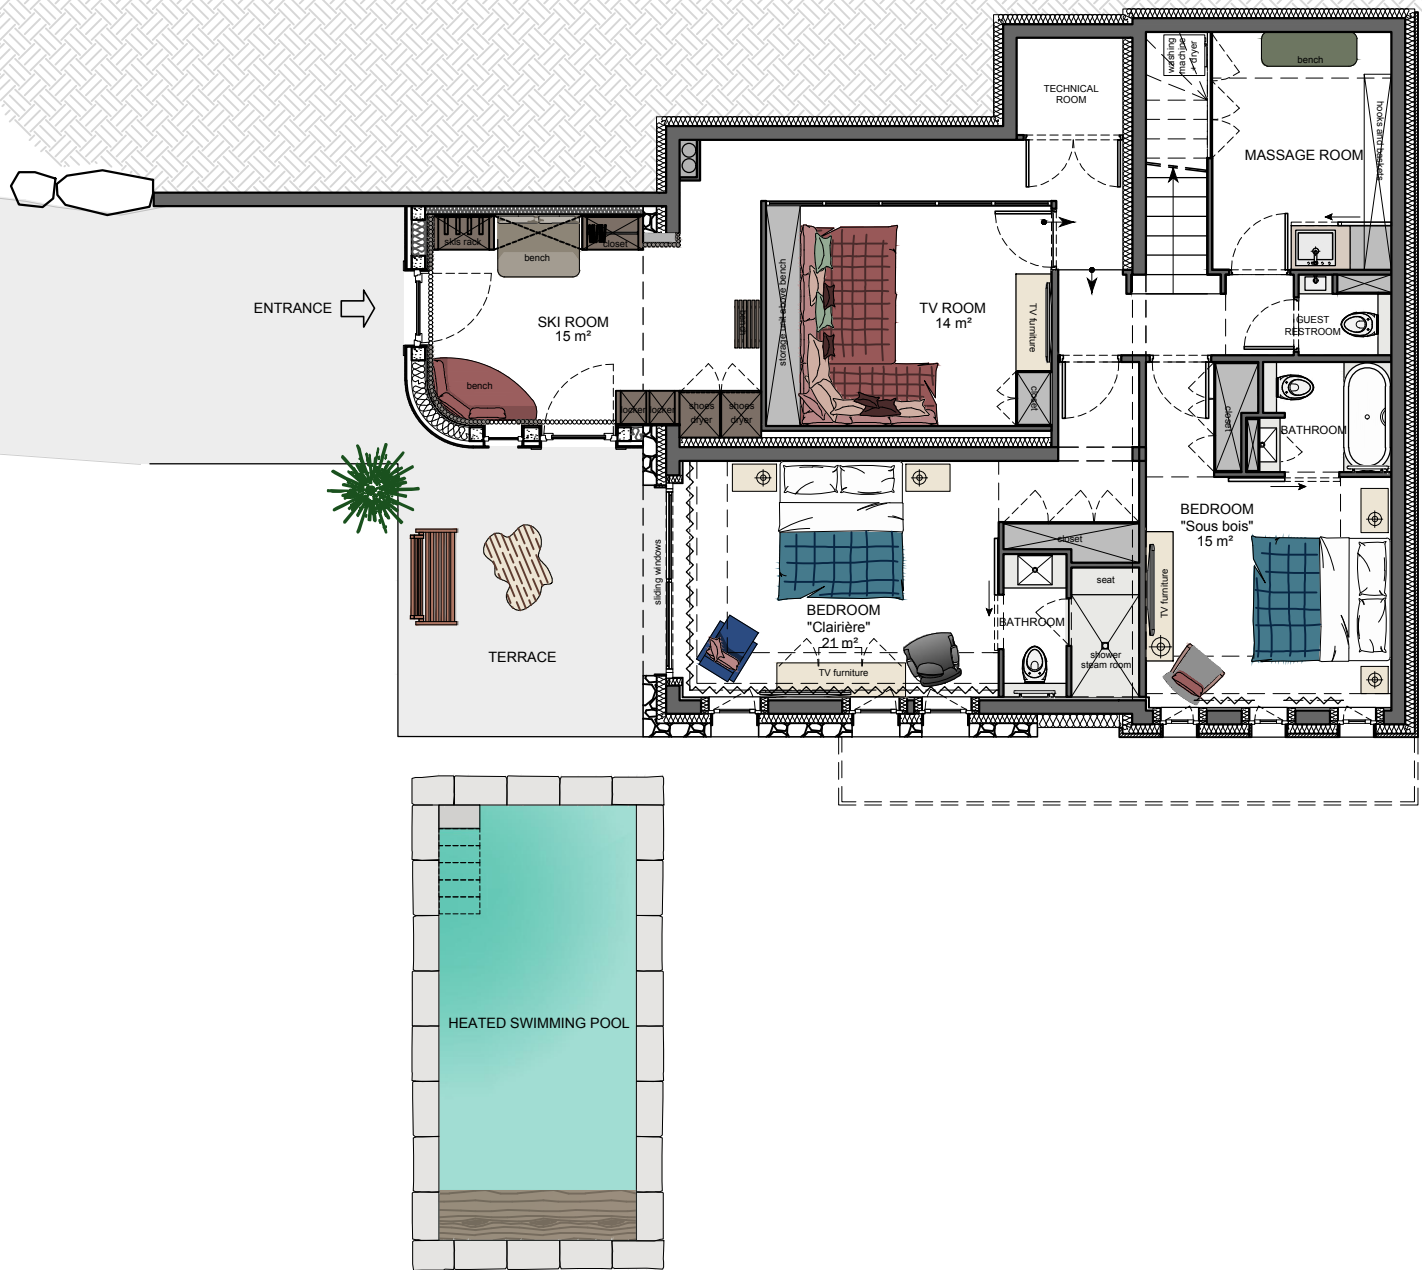 washing
machine
+ dryer
bench
TECHNICAL
ROOM
hooks and baskets
MASSAGE ROOM
skis rack
closet
bench
ENTRANCE
SKI ROOM
15 m²
bench
storage unit above bench
TV ROOM
14 m²
TV furniture
GUEST
RESTROOM
bench
locker
locker
shoes
dryer
shoes
dryer
closet
closet
BATHROOM
BEDROOM
"Sous bois"
15 m²
closet
sliding windows
TV furniture
seat
BEDROOM
"Clairière"
21 m²
BATHROOM
shower
steam room
TV furniture
TERRACE
HEATED SWIMMING POOL